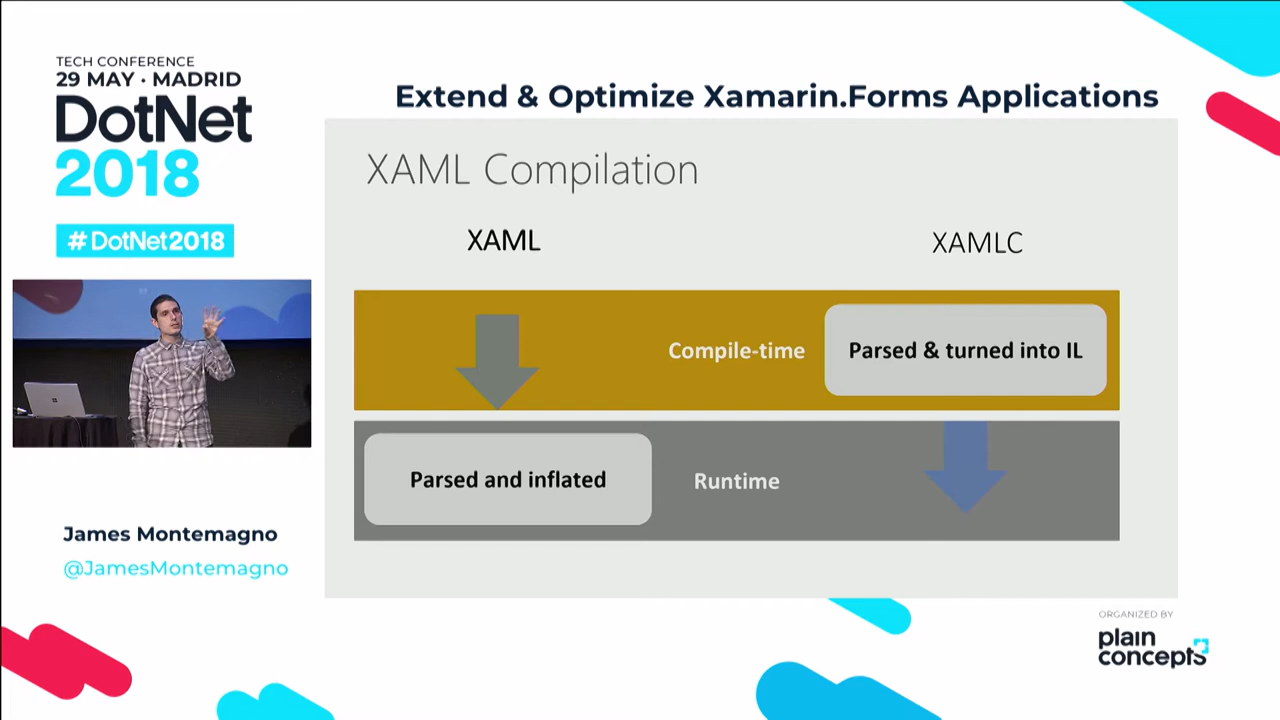 TECH CONFERENCE
29 MAY · MADRID
DotNet
2018
#DotNet2018
James Montemagno
@JamesMontemagno
Extend & Optimize Xamarin.Forms Applications
XAML Compilation
XAML
XAMLC
Compile-time
Parsed & turned into IL
Parsed and inflated
Runtime
ORGANIZED BY
plain
concepts